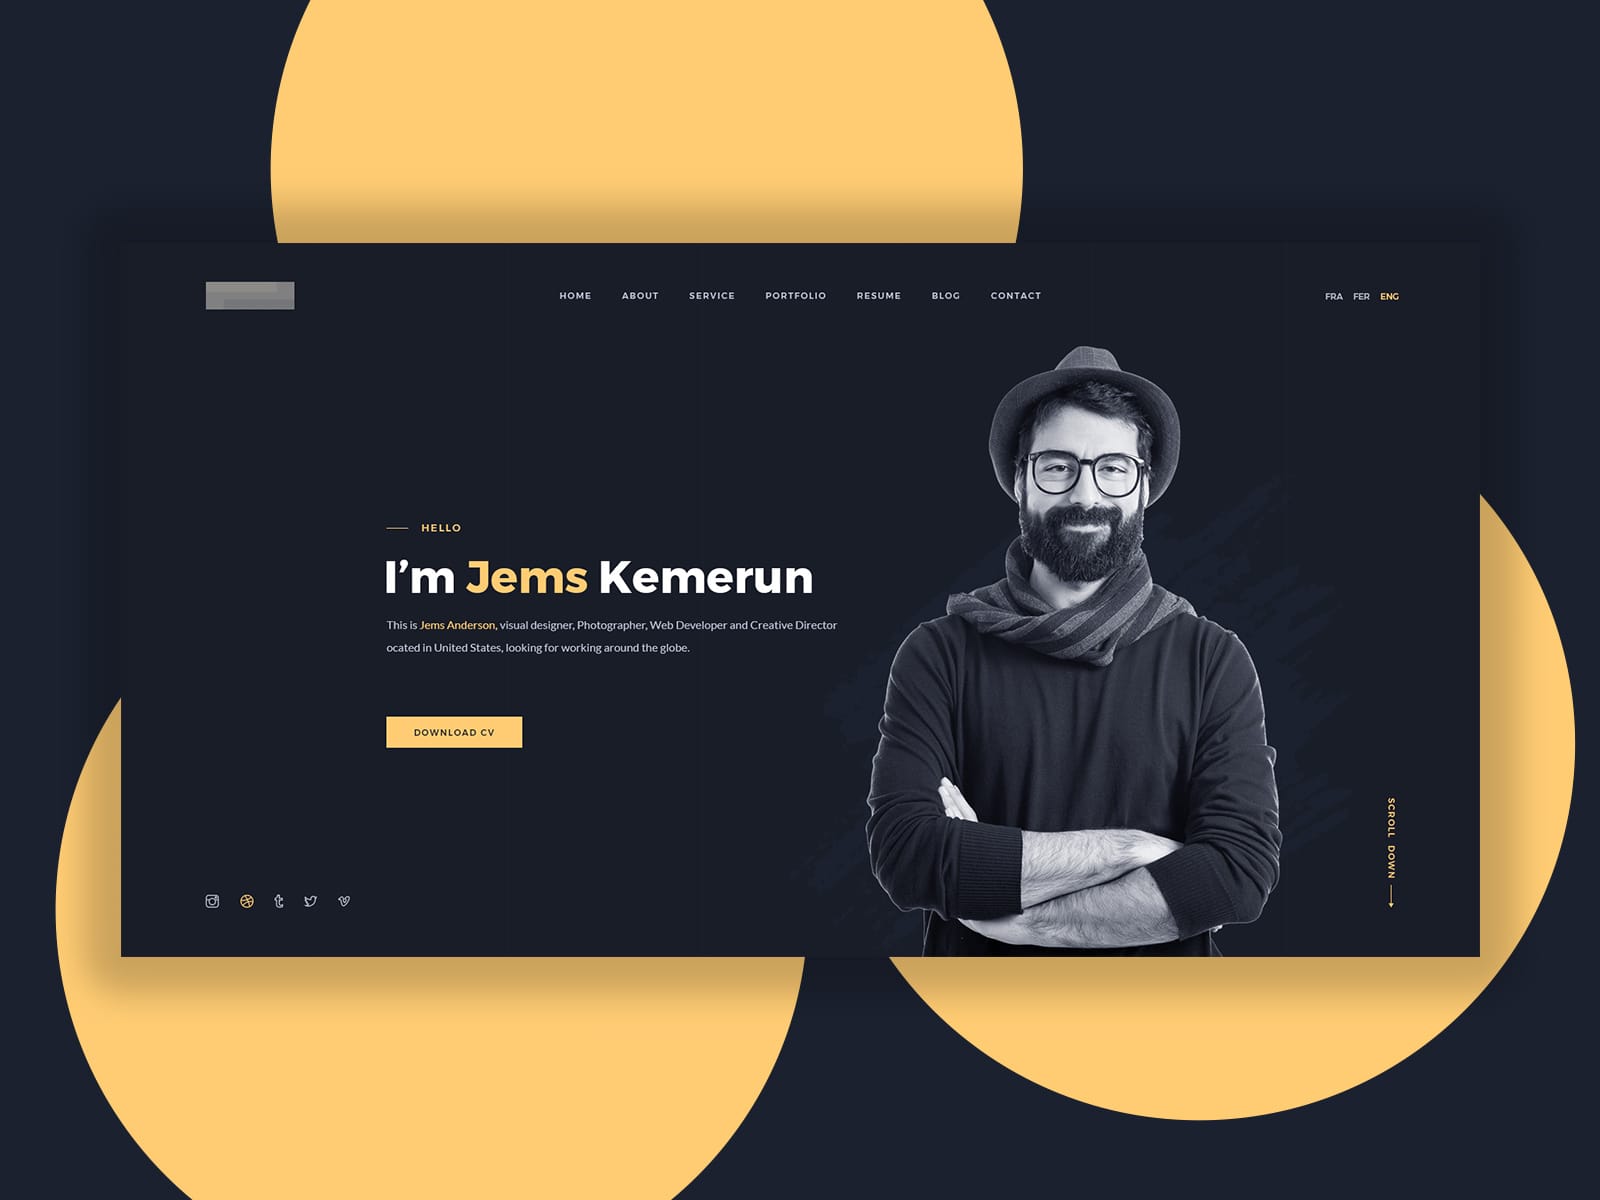 HOME ABOUT SERVICE PORTFOLIO RESUME BLOG CONTACT
FRA FER ENG
HELLO
I’m Jems Kemerun
This is Jems Anderson, visual designer, Photographer, Web Developer and Creative Director
ocated in United States, looking for working around the globe.
DOWNLOAD CV
SCROLL DOWN